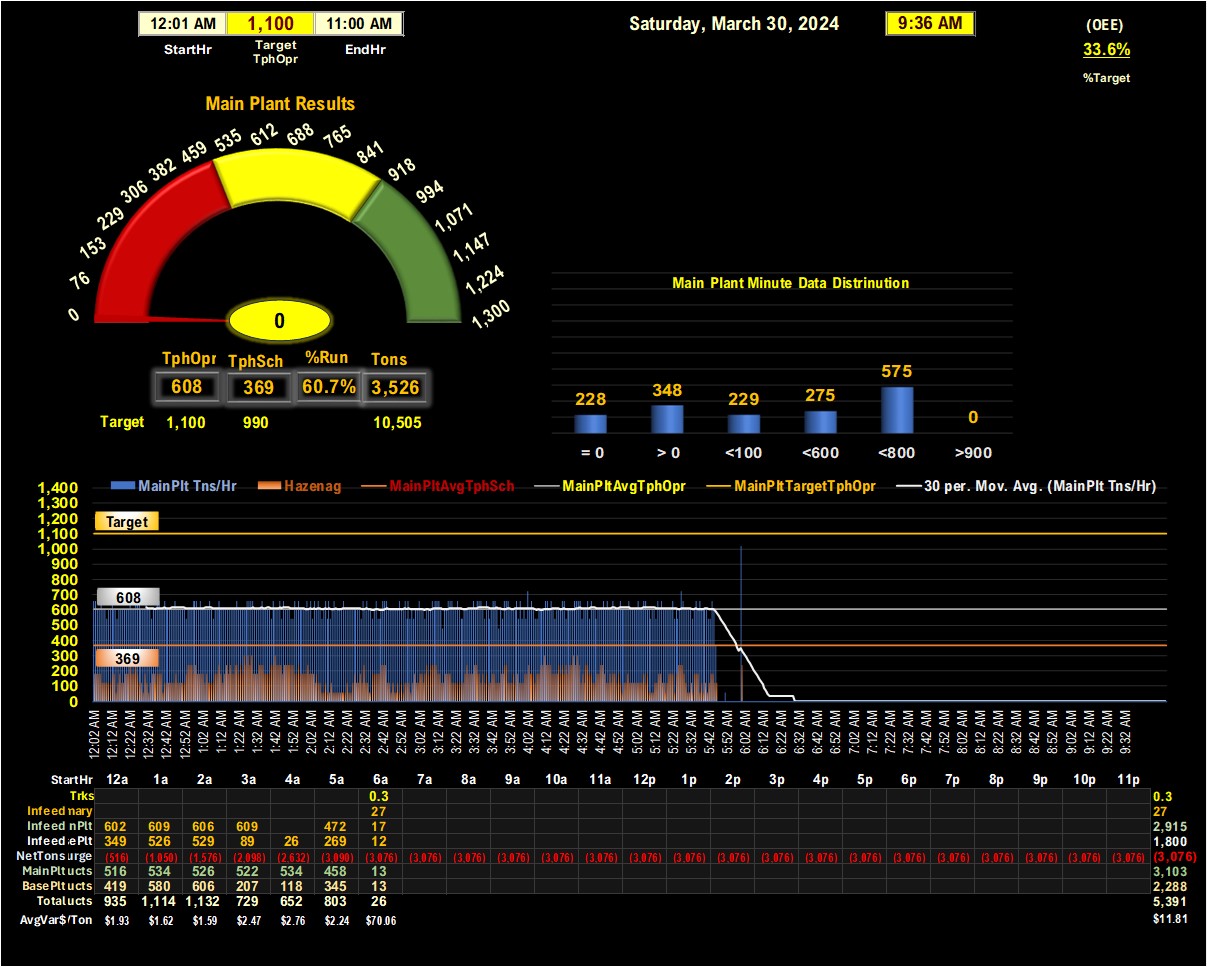 12:01 AM 1,100 11:00 AM Saturday, March 30, 2024 9:36 AM (OEE)
StartHr Target TphOpr EndHr 33.6%
%Target
Main Plant Results
0 76 153 229 306 382 459 535 612 688 765 841 918 994 1,071 1,147 1,224 1,300
0
TphOpr TphSch %Run Tons
608 369 60.7% 3,526
Target 1,100 990 10,505
Main Plant Minute Data Distrinution
228 348 229 275 575 0
= 0 > 0 <100 <600 <800 >900
MainPlt Tns/Hr Hazenag MainPltAvgTphSch MainPltAvgTphOpr MainPltTargetTphOpr 30 per. Mov. Avg. (MainPlt Tns/Hr)
1,400
1,300
1,200
1,100
1,000
900
800
700
600
500
400
300
200
100
0
Target
608
369
12:02 AM 12:12 AM 12:22 AM 12:32 AM 12:42 AM 12:52 AM 1:02 AM 1:12 AM 1:22 AM 1:32 AM 1:42 AM 1:52 AM 2:02 AM 2:12 AM 2:22 AM 2:32 AM 2:42 AM 2:52 AM 3:02 AM 3:12 AM 3:22 AM 3:32 AM 3:42 AM 3:52 AM 4:02 AM 4:12 AM 4:22 AM 4:32 AM 4:42 AM 4:52 AM 5:02 AM 5:12 AM 5:22 AM 5:32 AM 5:42 AM 5:52 AM 6:02 AM 6:12 AM 6:22 AM 6:32 AM 6:42 AM 6:52 AM 7:02 AM 7:12 AM 7:22 AM 7:32 AM 7:42 AM 7:52 AM 8:02 AM 8:12 AM 8:22 AM 8:32 AM 8:42 AM 8:52 AM 9:02 AM 9:12 AM 9:22 AM 9:32 AM
StartHr 12a 1a 2a 3a 4a 5a 6a 7a 8a 9a 10a 11a 12p 1p 2p 3p 4p 5p 6p 7p 8p 9p 10p 11p
Trks 0.3 0.3
Infeed nary 27 27
Infeed nPlt 602 609 606 609 472 17 2,915
Infeed ePlt 349 526 529 89 26 269 12 1,800
NetTons urge (516) (1,050) (1,576) (2,098) (2,632) (3,090) (3,076) (3,076) (3,076) (3,076) (3,076) (3,076) (3,076) (3,076) (3,076) (3,076) (3,076) (3,076) (3,076) (3,076) (3,076) (3,076) (3,076) (3,076) (3,076)
MainPlt ucts 516 534 526 522 534 458 13 3,103
BasePlt ucts 419 580 606 207 118 345 13 2,288
Total ucts 935 1,114 1,132 729 652 803 26 5,391
AvgVar$/Ton $1.93 $1.62 $1.59 $2.47 $2.76 $2.24 $70.06 $11.81